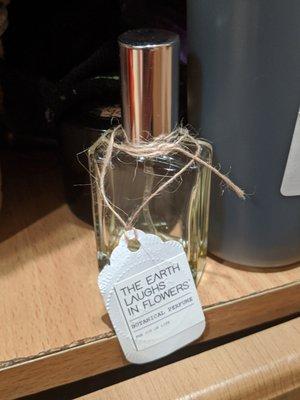 THE EARTH
LAUGHS
IN FLOWERS
BOTANICAL PERFUME